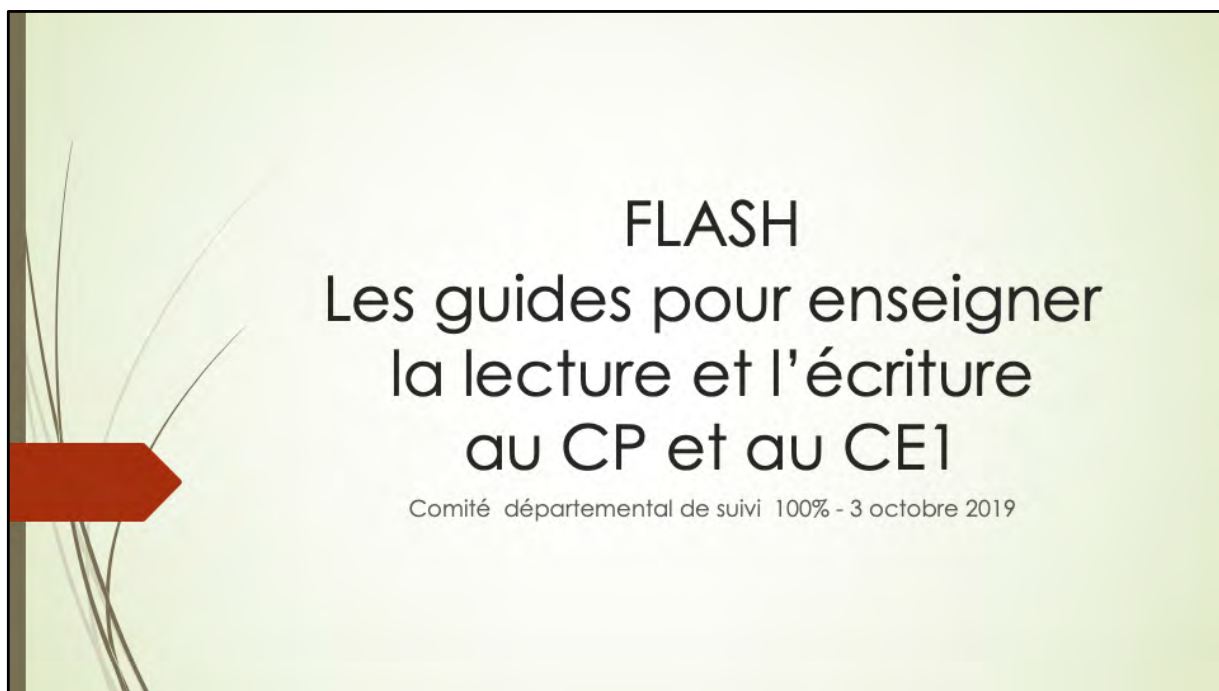 FLASH
Les guides pour enseigner
la lecture et l’écriture
au CP et au CE1
Comité départemental de suivi 100% - 3 octobre 2019